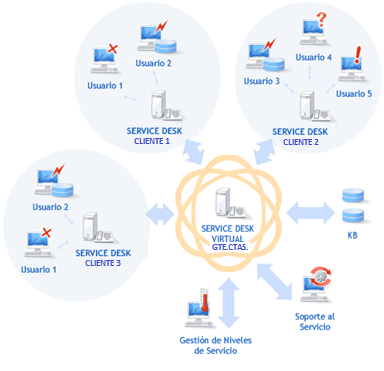 Usuario 2
Usuario 1
SERVICE DESK
CLIENTE 1
Usuario 4
Usuario 3
Usuario 5
SERVICE DESK
CLIENTE 2
Usuario 2
Usuario 1
SERVICE DESK
CLIENTE 3
SERVICE DESK
VIRTUAL
GTE.CTAS.
KB
Soporte al
Servicio
Gestión de Niveles
de Servicio